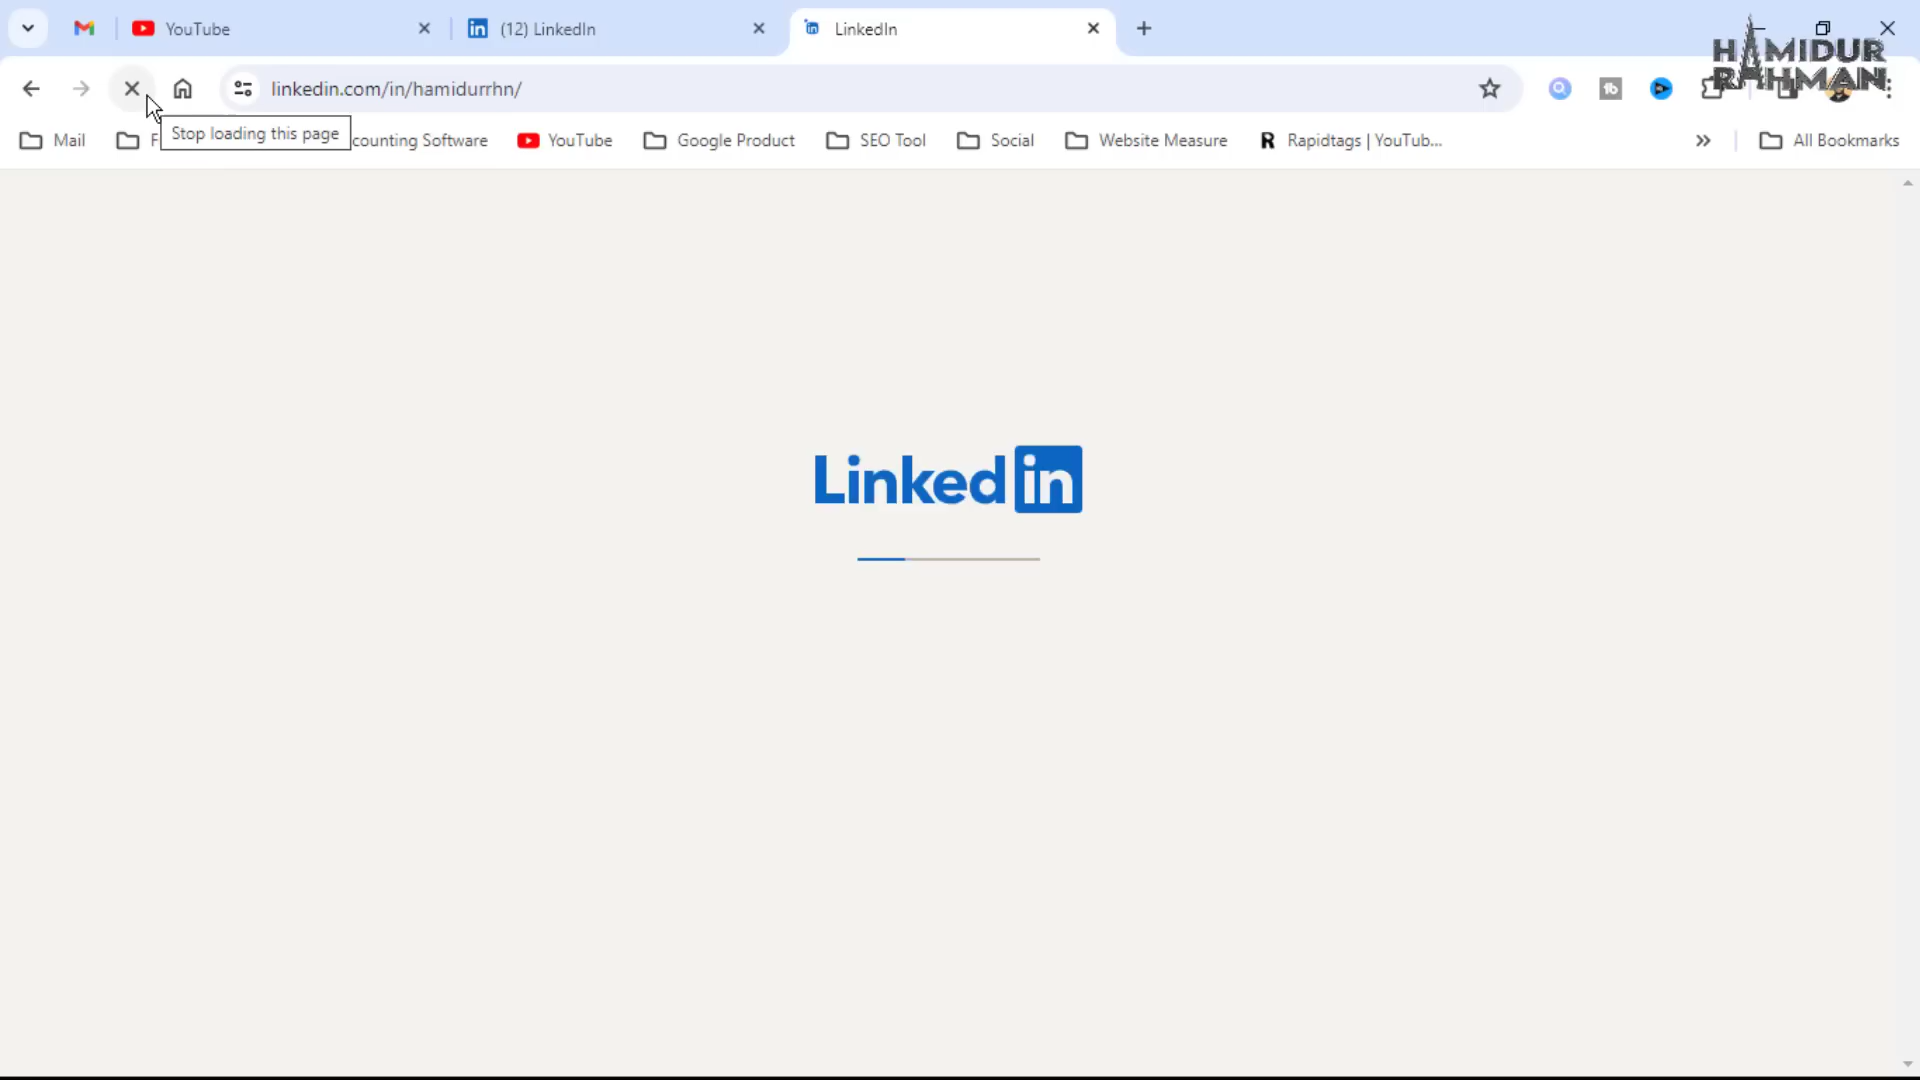 YouTube
(12) LinkedIn
LinkedIn
HAMIDUR
RAHMAN
linkedin.com/in/hamidurrhn/
Stop loading this page
Mail
F
counting Software
YouTube
Google Product
SEO Tool
Social
Website Measure
R
Rapidtags | YouTub...
All Bookmarks
Linkedin